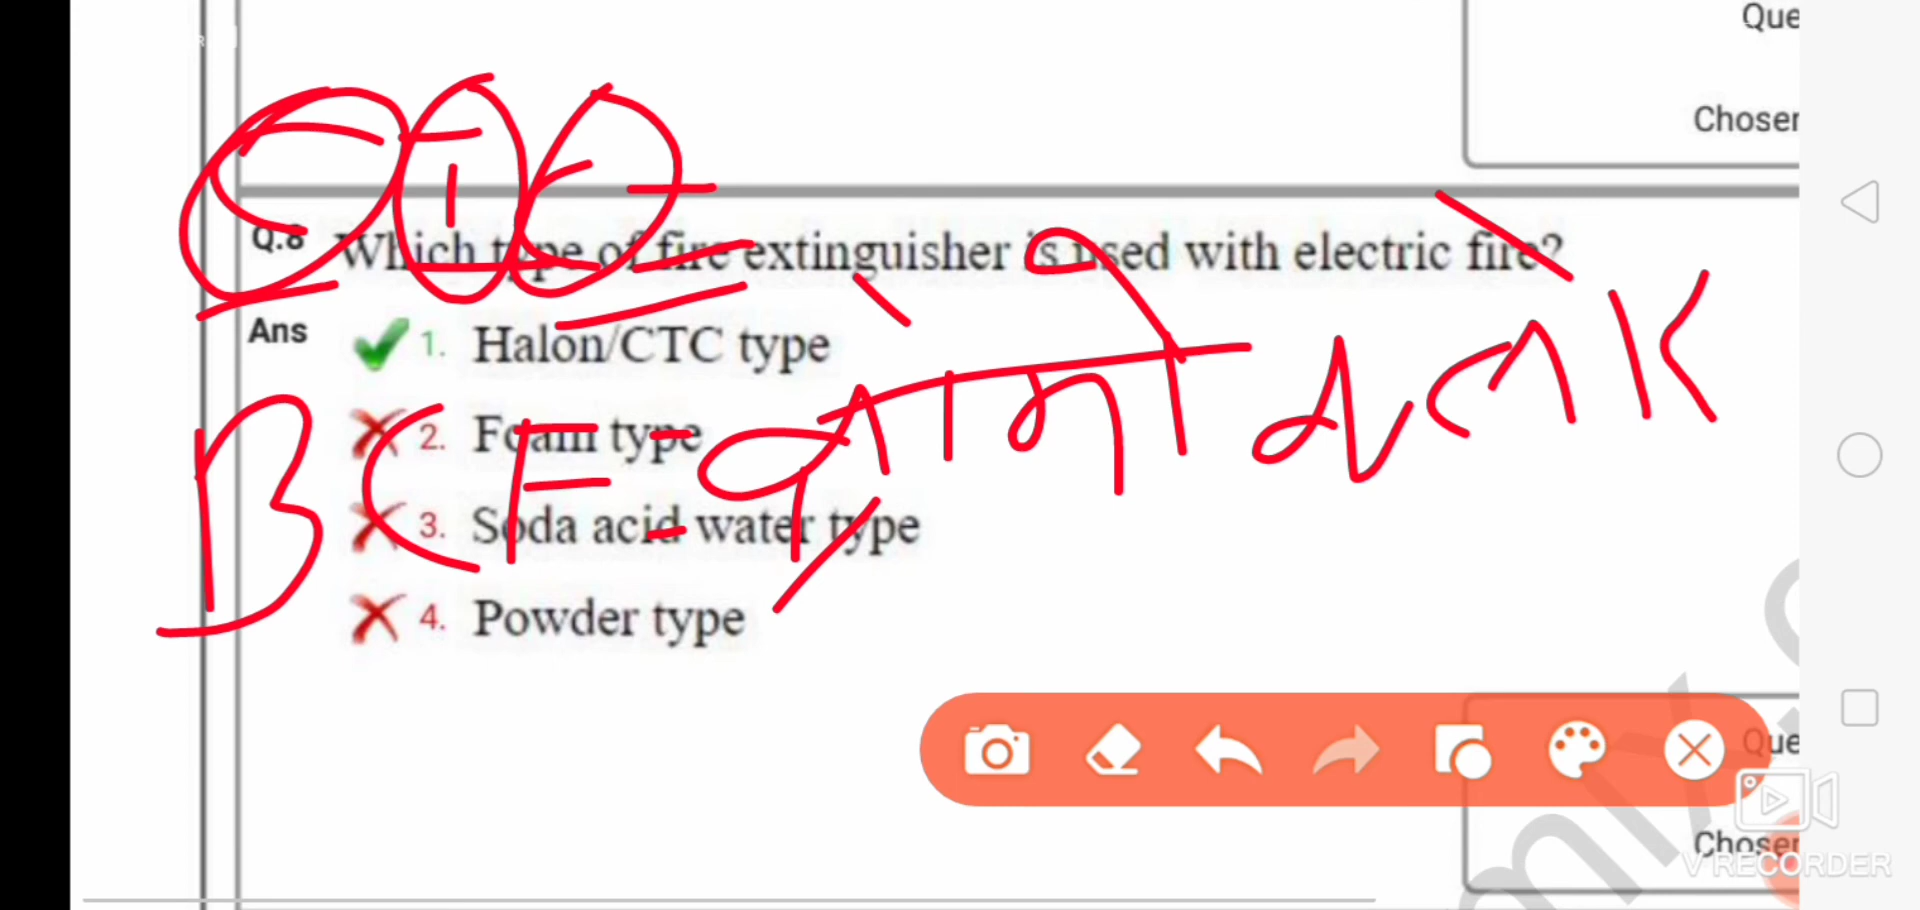 Que
Chosen
Q.8 Which type of fire extinguisher is used with electric fire?
Ans 1. Halon/CTC type
2. Foam type
3. Soda acid water type
4. Powder type
CTC
BCF
Que
Chosen
V RECORDER